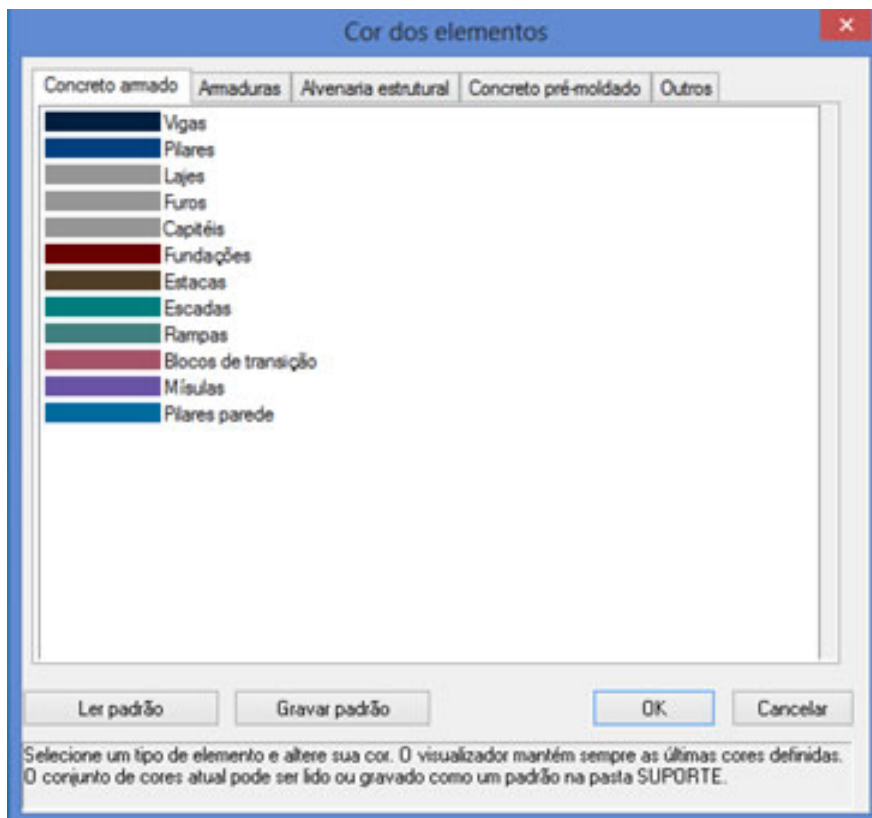 Cor dos elementos
Concreto armado Armaduras Alvenaria estrutural Concreto pré-moldado Outros
Vigas
Pilares
Lajes
Furos
Capitéis
Fundações
Estacas
Escadas
Rampas
Blocos de transição
Mísulas
Pilares parede
Ler padrão Gravar padrão OK Cancelar
Selecione um tipo de elemento e altere sua cor. O visualizador mantém sempre as últimas cores definidas.
O conjunto de cores atual pode ser lido ou gravado como um padrão na pasta SUPORTE.